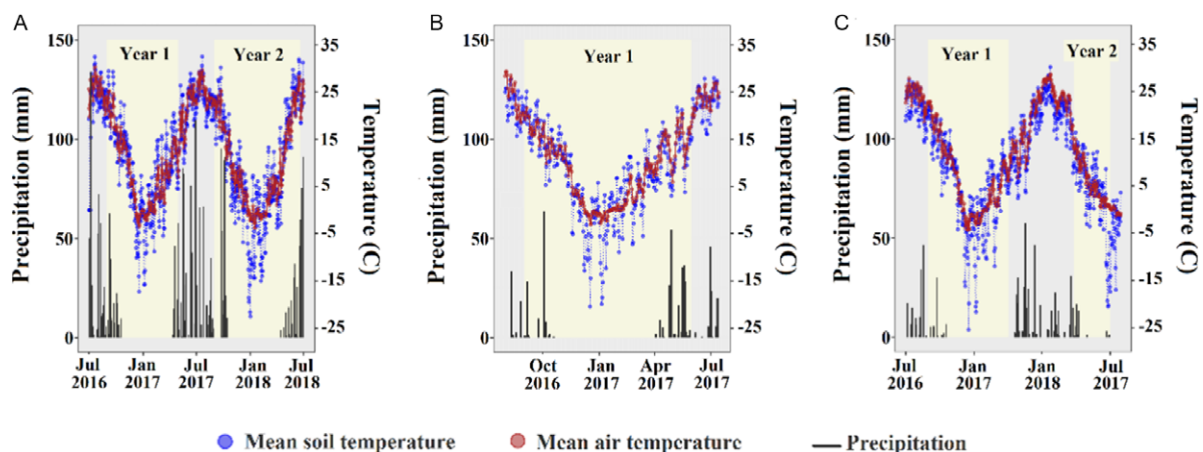 A
Precipitation (mm)
150
100
50
0
Year 1
Year 2
35
25
15
5
-5
-15
-25
Temperature (C)
Jul
2016
Jan
2017
Jul
2017
Jan
2018
Jul
2018
B
Precipitation (mm)
150
100
50
0
Year 1
35
25
15
5
-5
-15
-25
Temperature (C)
Oct
2016
Jan
2017
Apr
2017
Jul
2017
C
Precipitation (mm)
150
100
50
0
Year 1
Year 2
35
25
15
5
-5
-15
-25
Temperature (C)
Jul
2016
Jan
2017
Jan
2018
Jul
2017
Mean soil temperature
Mean air temperature
Precipitation